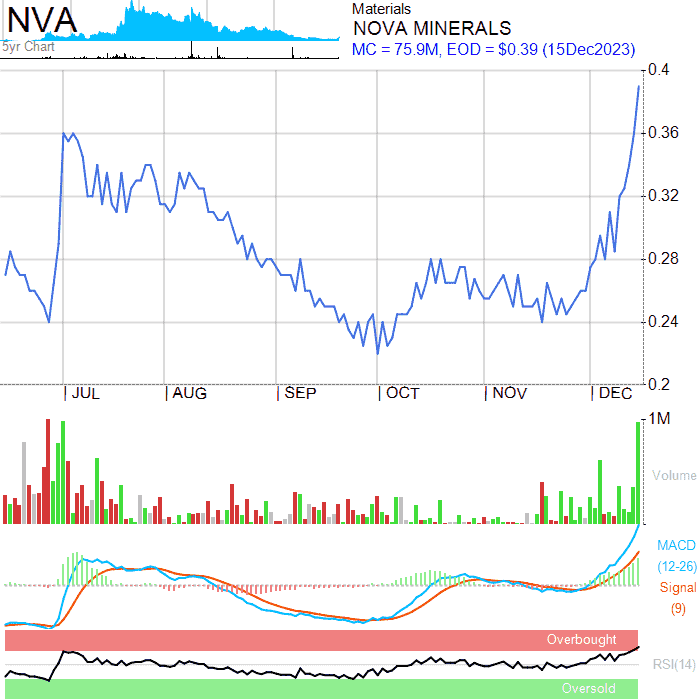 NVA
5yr Chart
Materials
NOVA MINERALS
MC = 75.9M, EOD = $0.39 (15Dec2023)
0.4
0.36
0.32
0.28
0.24
0.2
JUL AUG SEP OCT NOV DEC
1M
Volume
MACD
(12-26)
Signal
(9)
Overbought
RSI(14)
Oversold